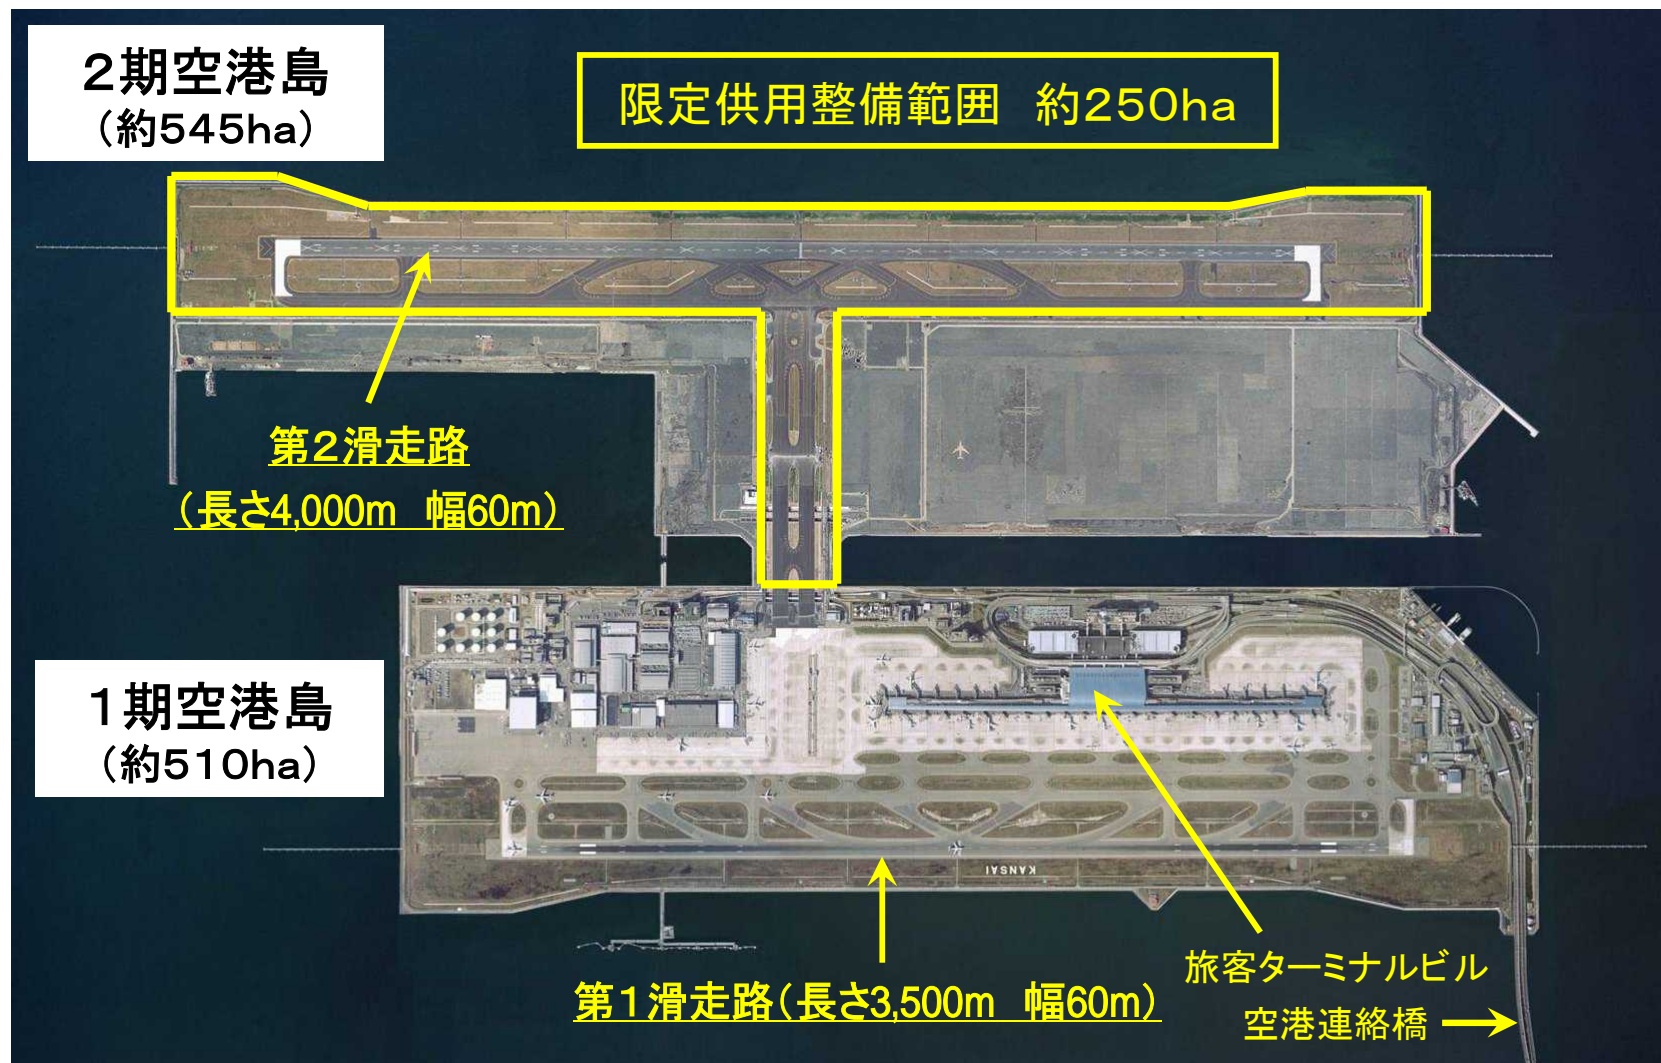 ２期空港島
（約545ha）
限定供用整備範囲　約250ha
第２滑走路
（長さ4,000m　幅60m）
１期空港島
（約510ha）
KANSAI
旅客ターミナルビル
第１滑走路（長さ3,500m　幅60m）
空港連絡橋